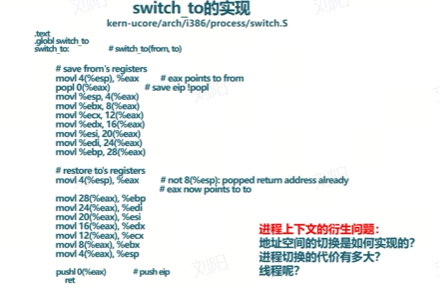 switch_to的实现
kern-ucore/arch/i386/process/switch.S
.text
.globl switch_to
switch_to: # switch_to(from, to)
# save from's registers
movl 4(%esp), %eax # eax points to from
popl 0(%eax) # save eip !popl
movl %esp, 4(%eax)
movl %ebx, 8(%eax)
movl %ecx, 12(%eax)
movl %edx, 16(%eax)
movl %esi, 20(%eax)
movl %edi, 24(%eax)
movl %ebp, 28(%eax)
# restore to's registers
movl 4(%esp), %eax # not 8(%esp): popped return address already
# eax now points to to
movl 28(%eax), %ebp
movl 24(%eax), %edi
movl 20(%eax), %esi
movl 16(%eax), %edx
movl 12(%eax), %ecx
movl 8(%eax), %ebx
movl 4(%eax), %esp
pushl 0(%eax) # push eip
ret
进程上下文的衍生问题：
地址空间的切换是如何实现的？
进程切换的代价有多大？
线程呢？
刘阳
刘阳
刘阳
刘阳